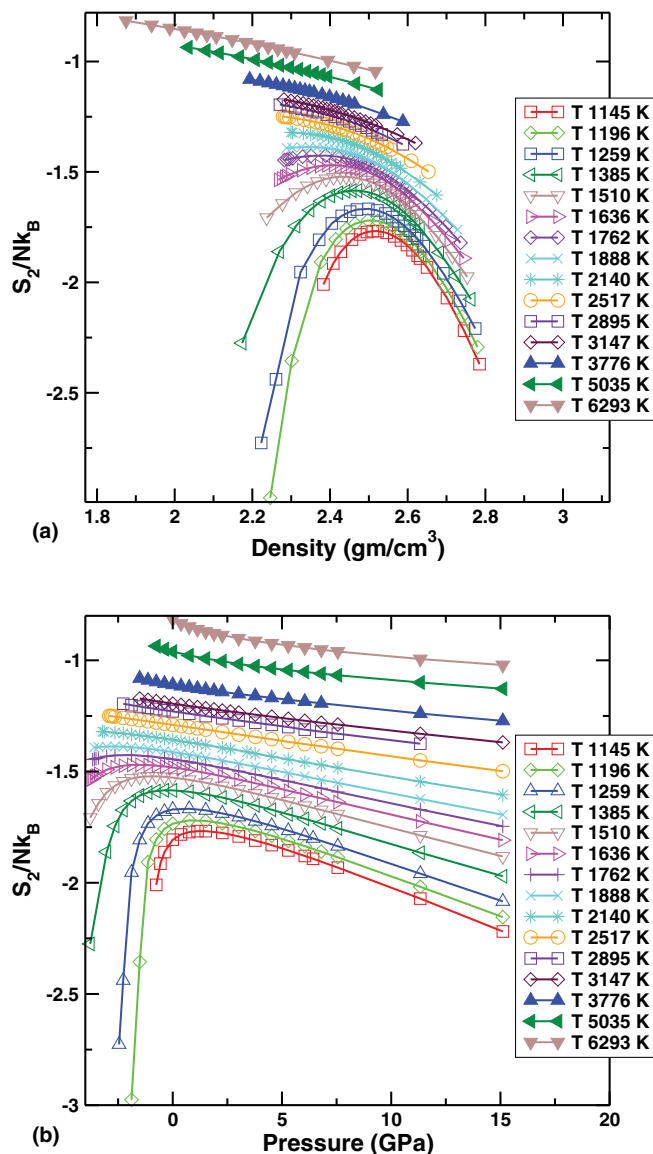 -1
-1.5
-2
-2.5
S2/NkB
T 1145 K
T 1196 K
T 1259 K
T 1385 K
T 1510 K
T 1636 K
T 1762 K
T 1888 K
T 2140 K
T 2517 K
T 2895 K
T 3147 K
T 3776 K
T 5035 K
T 6293 K
1.8 2 2.2 2.4 2.6 2.8 3
(a)
Density (gm/cm³)
-1
-1.5
-2
-2.5
-3
S2/NkB
T 1145 K
T 1196 K
T 1259 K
T 1385 K
T 1510 K
T 1636 K
T 1762 K
T 1888 K
T 2140 K
T 2517 K
T 2895 K
T 3147 K
T 3776 K
T 5035 K
T 6293 K
0 5 10 15 20
(b)
Pressure (GPa)